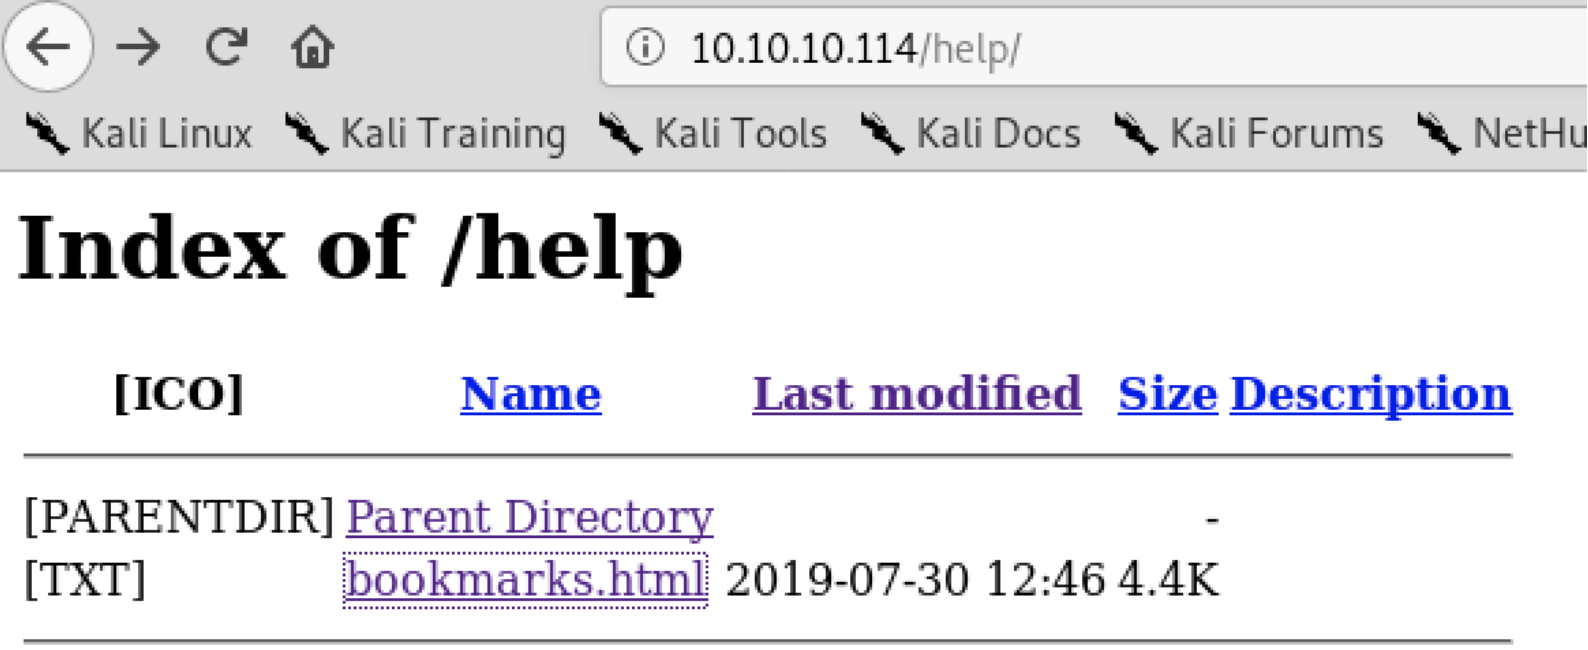 10.10.10.114/help/
Kali Linux Kali Training Kali Tools Kali Docs Kali Forums NetHu
Index of /help
[ICO] Name Last modified Size Description
[PARENTDIR] Parent Directory -
[TXT] bookmarks.html 2019-07-30 12:46 4.4K